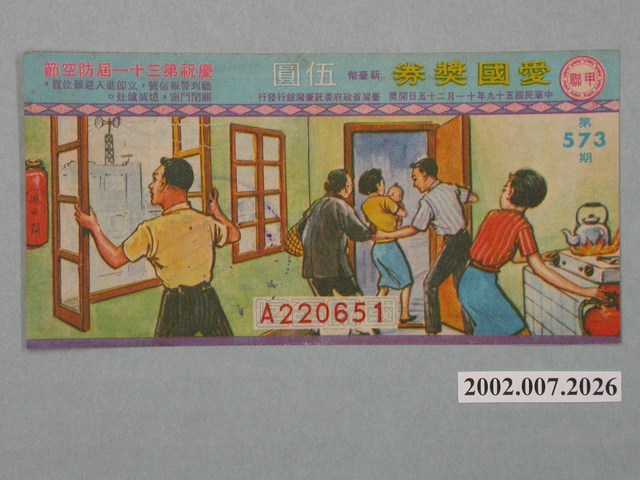 甲聯
愛國獎券
新臺幣
伍圓
中華民國五十九年十一月二十五日開獎 臺灣省政府委託臺灣銀行發行
慶祝第三十一屆防空節
聽到警報信號,立即進入避難位置,
關閉門窗,熄滅爐灶。
第
573
期
A220651
2002.007.2026